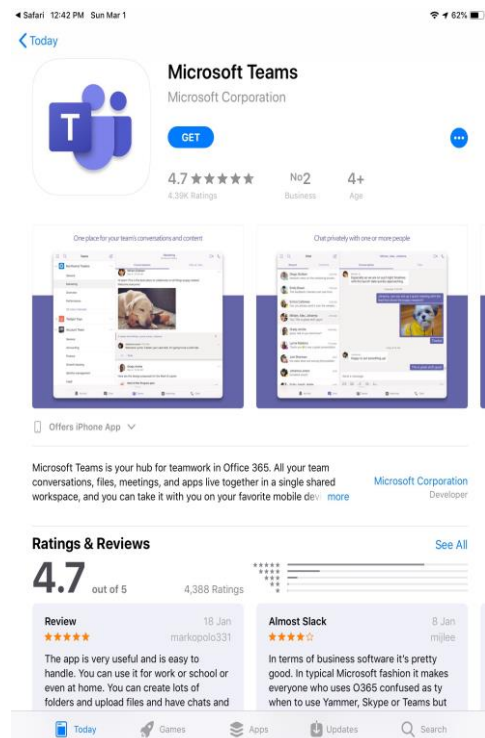 Safari 12:42 PM Sun Mar 1 62%
Today
Microsoft Teams
Microsoft Corporation
T
GET
4.7 ★★★★★ No2 4+
4.39K Ratings Business Age
One place for your team's conversations and content
Chat privately with one or more people
Offers iPhone App
Microsoft Teams is your hub for teamwork in Office 365. All your team
conversations, files, meetings, and apps live together in a single shared
workspace, and you can take it with you on your favorite mobile devi more
Microsoft Corporation
Developer
Ratings & Reviews See All
4.7 out of 5 4,388 Ratings
Review 18 Jan
★★★★★ markopolo331
The app is very useful and is easy to
handle. You can use it for work or school or
even at home. You can create lots of
folders and upload files and have chats and
Almost Slack 8 Jan
★★★★☆ mijlee
In terms of business software it's pretty
good. In typical Microsoft fashion it makes
everyone who uses O365 confused as ty
when to use Yammer, Skype or Teams but
Today Games Apps Updates Search